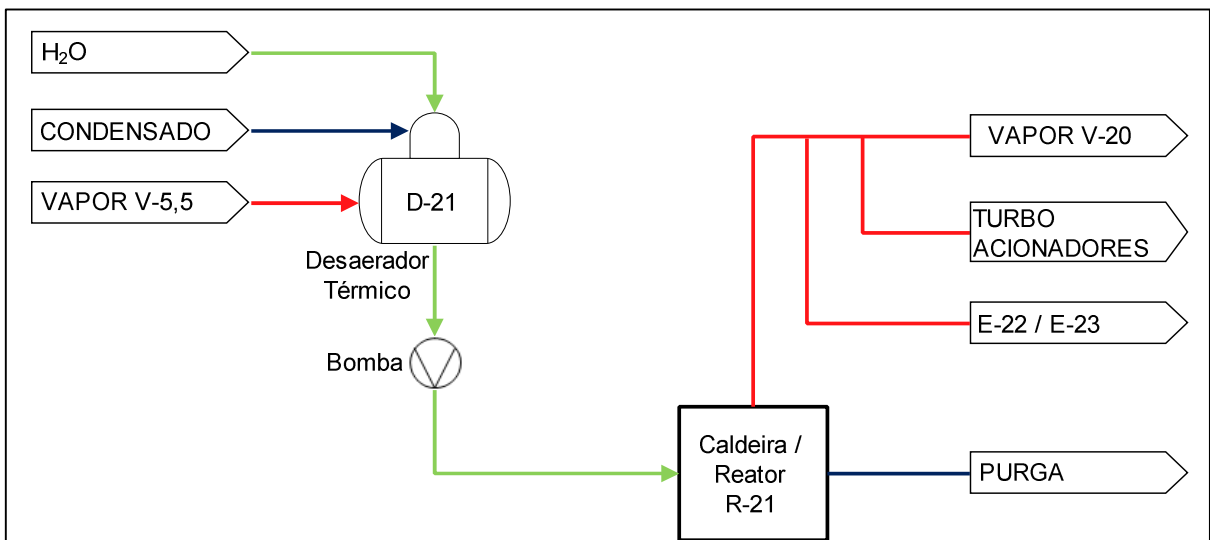 H₂O
CONDENSADO
VAPOR V-5,5
D-21
Desaerador
Térmico
Bomba
Caldeira /
Reator
R-21
VAPOR V-20
TURBO
ACIONADORES
E-22 / E-23
PURGA